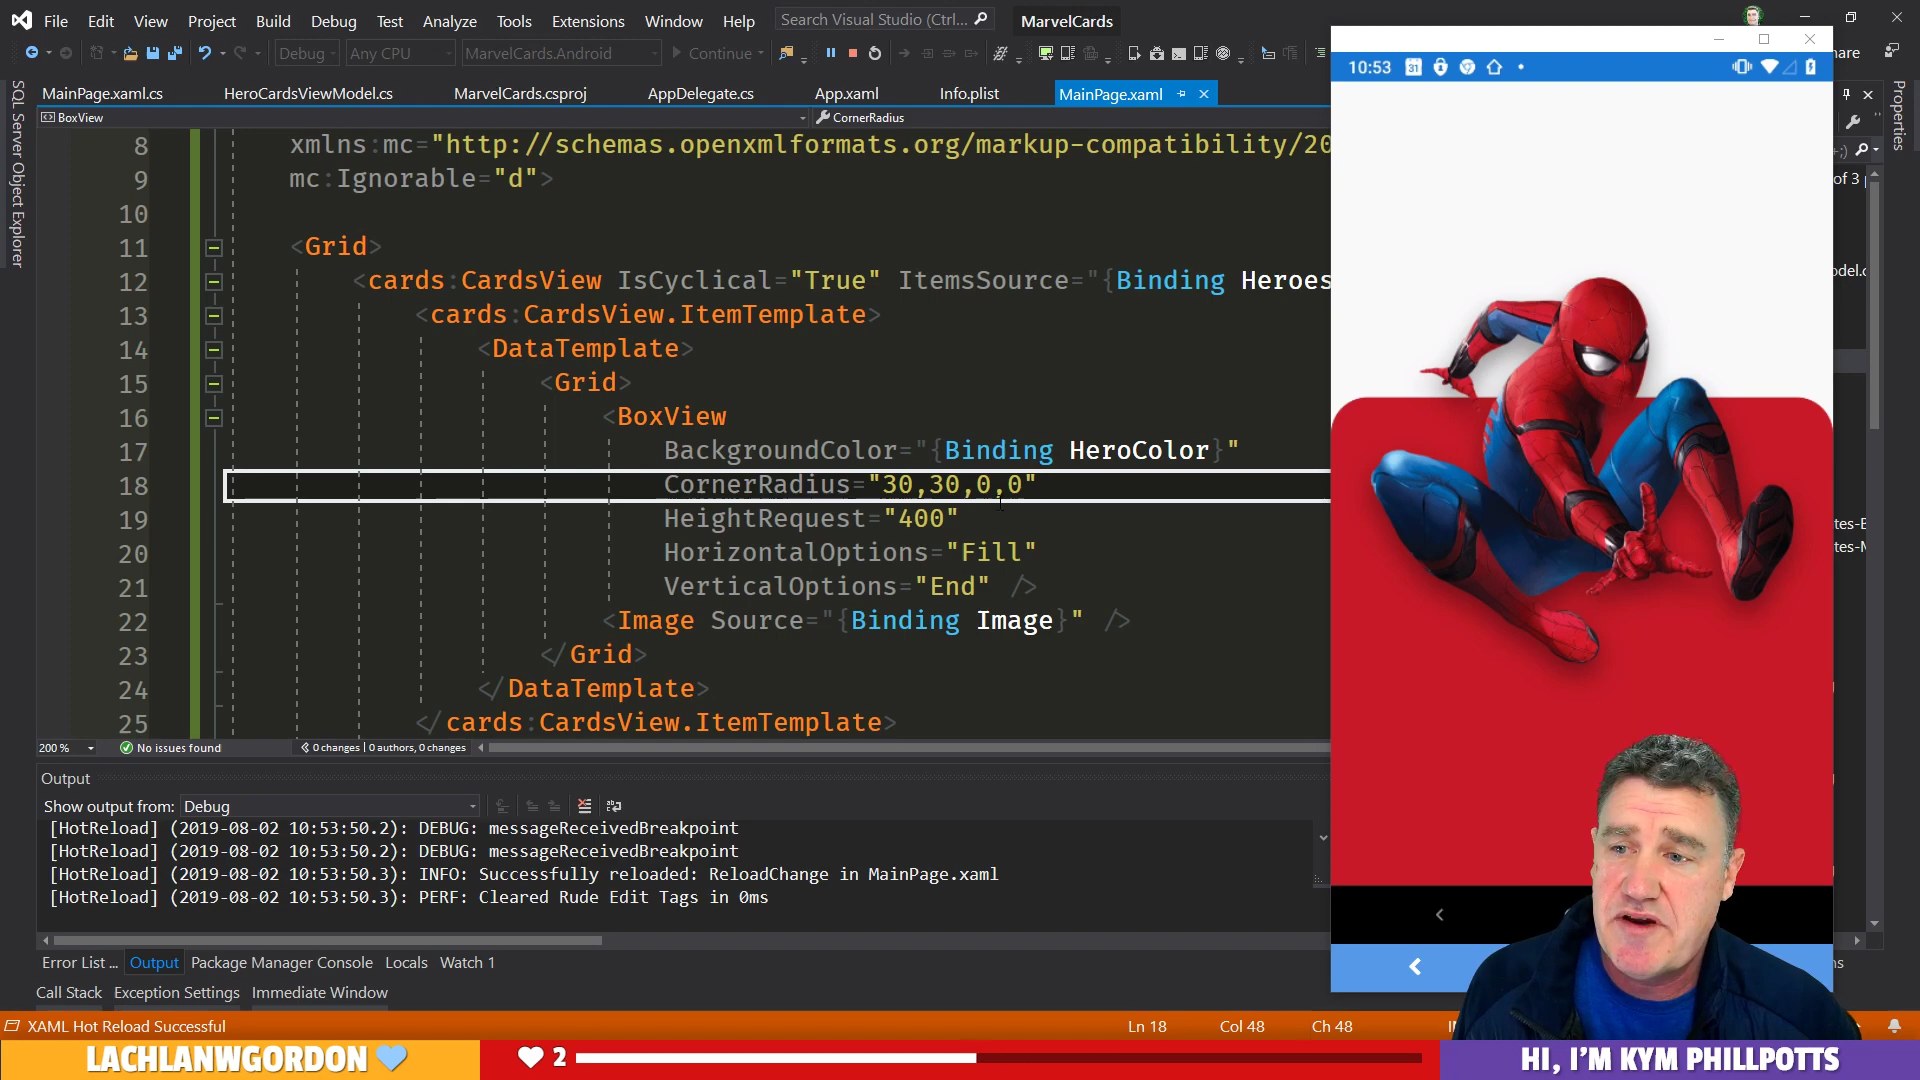 File Edit View Project Build Debug Test Analyze Tools Extensions Window Help Search Visual Studio (Ctrl... MarvelCards
Debug Any CPU MarvelCards.Android Continue
MainPage.xaml.cs HeroCardsViewModel.cs MarvelCards.csproj AppDelegate.cs App.xaml Info.plist MainPage.xaml
BoxView CornerRadius
8 xmlns:mc="http://schemas.openxmlformats.org/markup-compatibility/20
9 mc:Ignorable="d">
10
11 <Grid>
12 <cards:CardsView IsCyclical="True" ItemsSource="{Binding Heroes
13 <cards:CardsView.ItemTemplate>
14 <DataTemplate>
15 <Grid>
16 <BoxView
17 BackgroundColor="{Binding HeroColor}"
18 CornerRadius="30,30,0,0"
19 HeightRequest="400"
20 HorizontalOptions="Fill"
21 VerticalOptions="End" />
22 <Image Source="{Binding Image}" />
23 </Grid>
24 </DataTemplate>
25 </cards:CardsView.ItemTemplate>
200 % No issues found 0 changes | 0 authors, 0 changes
Output
Show output from: Debug
[HotReload] (2019-08-02 10:53:50.2): DEBUG: messageReceivedBreakpoint
[HotReload] (2019-08-02 10:53:50.2): DEBUG: messageReceivedBreakpoint
[HotReload] (2019-08-02 10:53:50.3): INFO: Successfully reloaded: ReloadChange in MainPage.xaml
[HotReload] (2019-08-02 10:53:50.3): PERF: Cleared Rude Edit Tags in 0ms
Error List ... Output Package Manager Console Locals Watch 1
Call Stack Exception Settings Immediate Window
XAML Hot Reload Successful Ln 18 Col 48 Ch 48
SQL Server Object Explorer
10:53 31
Properties
of 3
LACHLANWGORDON 2 HI, I'M KYM PHILLPOTTS